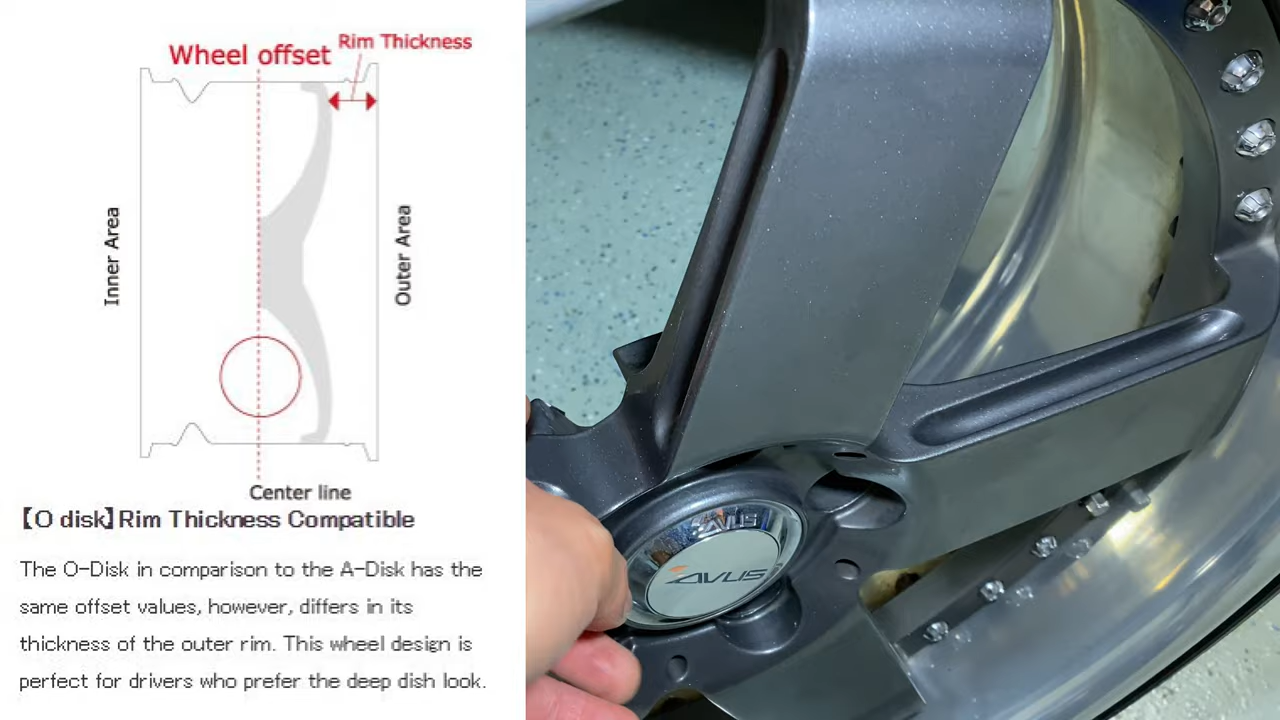 Wheel offset
Rim Thickness
Inner Area
Outer Area
Center line
【O disk】Rim Thickness Compatible
The O-Disk in comparison to the A-Disk has the
same offset values, however, differs in its
thickness of the outer rim. This wheel design is
perfect for drivers who prefer the deep dish look.
AVUS